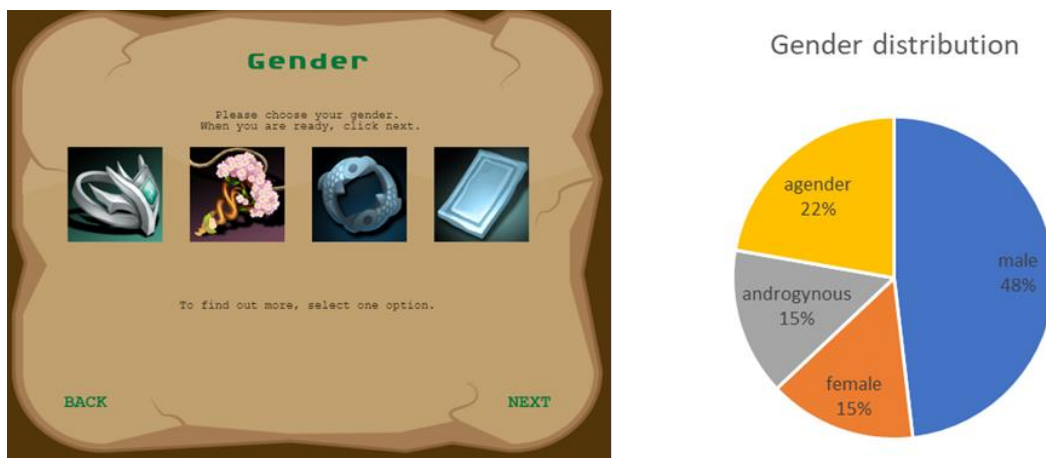 Gender
Please choose your gender.
When you are ready, click next.
To find out more, select one option.
BACK
NEXT
Gender distribution
agender
22%
male
48%
androgynous
15%
female
15%